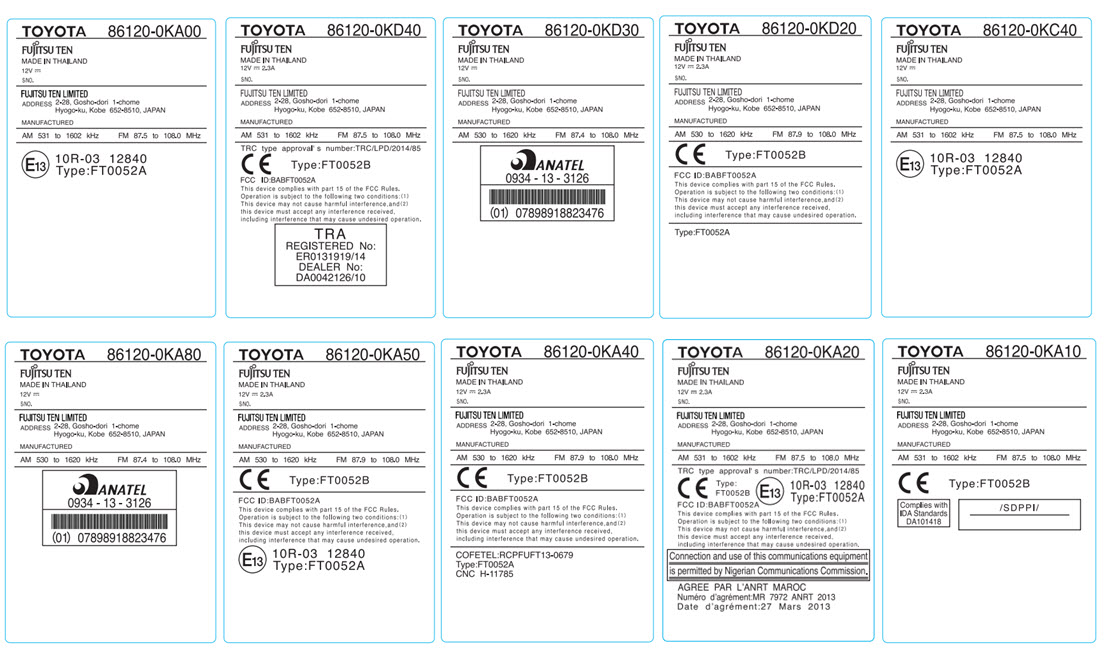 TOYOTA 86120-0KA00
FUJITSU TEN
MADE IN THAILAND
12V ⎓
S/NO.
FUJITSU TEN LIMITED
ADDRESS 2-28, Gosho-dori 1-chome
Hyogo-ku, Kobe 652-8510, JAPAN
MANUFACTURED
AM 531 to 1602 kHz FM 87.5 to 108.0 MHz
E13 10R-03 12840
Type:FT0052A
TOYOTA 86120-0KD40
FUJITSU TEN
MADE IN THAILAND
12V ⎓ 2.3A
S/NO.
FUJITSU TEN LIMITED
ADDRESS 2-28, Gosho-dori 1-chome
Hyogo-ku, Kobe 652-8510, JAPAN
MANUFACTURED
AM 531 to 1602 kHz FM 87.5 to 108.0 MHz
TRC type approval's number:TRC/LPD/2014/85
CE Type:FT0052B
FCC ID:BABFT0052A
This device complies with part 15 of the FCC Rules.
Operation is subject to the following two conditions:(1)
This device may not cause harmful interference,and(2)
this device must accept any interference received,
including interference that may cause undesired operation.
TRA
REGISTERED No:
ER0131919/14
DEALER No:
DA0042126/10
TOYOTA 86120-0KD30
FUJITSU TEN
MADE IN THAILAND
12V ⎓
S/NO.
FUJITSU TEN LIMITED
ADDRESS 2-28, Gosho-dori 1-chome
Hyogo-ku, Kobe 652-8510, JAPAN
MANUFACTURED
AM 530 to 1620 kHz FM 87.4 to 108.0 MHz
ANATEL
0934 - 13 - 3126
(01) 07898918823476
TOYOTA 86120-0KD20
FUJITSU TEN
MADE IN THAILAND
12V ⎓ 2.3A
S/NO.
FUJITSU TEN LIMITED
ADDRESS 2-28, Gosho-dori 1-chome
Hyogo-ku, Kobe 652-8510, JAPAN
MANUFACTURED
AM 530 to 1620 kHz FM 87.9 to 108.0 MHz
CE Type:FT0052B
FCC ID:BABFT0052A
This device complies with part 15 of the FCC Rules.
Operation is subject to the following two conditions:(1)
This device may not cause harmful interference,and(2)
this device must accept any interference received,
including interference that may cause undesired operation.
Type:FT0052A
TOYOTA 86120-0KC40
FUJITSU TEN
MADE IN THAILAND
12V ⎓
S/NO.
FUJITSU TEN LIMITED
ADDRESS 2-28, Gosho-dori 1-chome
Hyogo-ku, Kobe 652-8510, JAPAN
MANUFACTURED
AM 531 to 1602 kHz FM 87.5 to 108.0 MHz
E13 10R-03 12840
Type:FT0052A
TOYOTA 86120-0KA80
FUJITSU TEN
MADE IN THAILAND
12V ⎓
S/NO.
FUJITSU TEN LIMITED
ADDRESS 2-28, Gosho-dori 1-chome
Hyogo-ku, Kobe 652-8510, JAPAN
MANUFACTURED
AM 530 to 1620 kHz FM 87.4 to 108.0 MHz
ANATEL
0934 - 13 - 3126
(01) 07898918823476
TOYOTA 86120-0KA50
FUJITSU TEN
MADE IN THAILAND
12V ⎓ 2.3A
S/NO.
FUJITSU TEN LIMITED
ADDRESS 2-28, Gosho-dori 1-chome
Hyogo-ku, Kobe 652-8510, JAPAN
MANUFACTURED
AM 530 to 1620 kHz FM 87.9 to 108.0 MHz
CE Type:FT0052B
FCC ID:BABFT0052A
This device complies with part 15 of the FCC Rules.
Operation is subject to the following two conditions:(1)
This device may not cause harmful interference,and(2)
this device must accept any interference received,
including interference that may cause undesired operation.
E13 10R-03 12840
Type:FT0052A
TOYOTA 86120-0KA40
FUJITSU TEN
MADE IN THAILAND
12V ⎓ 2.3A
S/NO.
FUJITSU TEN LIMITED
ADDRESS 2-28, Gosho-dori 1-chome
Hyogo-ku, Kobe 652-8510, JAPAN
MANUFACTURED
AM 530 to 1620 kHz FM 87.9 to 108.0 MHz
CE Type:FT0052B
FCC ID:BABFT0052A
This device complies with part 15 of the FCC Rules.
Operation is subject to the following two conditions:(1)
This device may not cause harmful interference,and(2)
this device must accept any interference received,
including interference that may cause undesired operation.
COFETEL:RCPFUFT13-0679
Type:FT0052A
CNC H-11785
TOYOTA 86120-0KA20
FUJITSU TEN
MADE IN THAILAND
12V ⎓ 2.3A
S/NO.
FUJITSU TEN LIMITED
ADDRESS 2-28, Gosho-dori 1-chome
Hyogo-ku, Kobe 652-8510, JAPAN
MANUFACTURED
AM 531 to 1602 kHz FM 87.5 to 108.0 MHz
TRC type approval's number:TRC/LPD/2014/85
CE Type: FT0052B E13 10R-03 12840
Type:FT0052A
FCC ID:BABFT0052A
This device complies with part 15 of the FCC Rules.
Operation is subject to the following two conditions:(1)
This device may not cause harmful interference,and(2)
this device must accept any interference received,
including interference that may cause undesired operation.
Connection and use of this communications equipment
is permitted by Nigerian Communications Commission.
AGREE PAR L'ANRT MAROC
Numéro d'agrément:MR 7972 ANRT 2013
Date d'agrément:27 Mars 2013
TOYOTA 86120-0KA10
FUJITSU TEN
MADE IN THAILAND
12V ⎓ 2.3A
S/NO.
FUJITSU TEN LIMITED
ADDRESS 2-28, Gosho-dori 1-chome
Hyogo-ku, Kobe 652-8510, JAPAN
MANUFACTURED
AM 531 to 1602 kHz FM 87.5 to 108.0 MHz
CE Type:FT0052B
Complies with
IDA Standards
DA101418
/SDPPI/